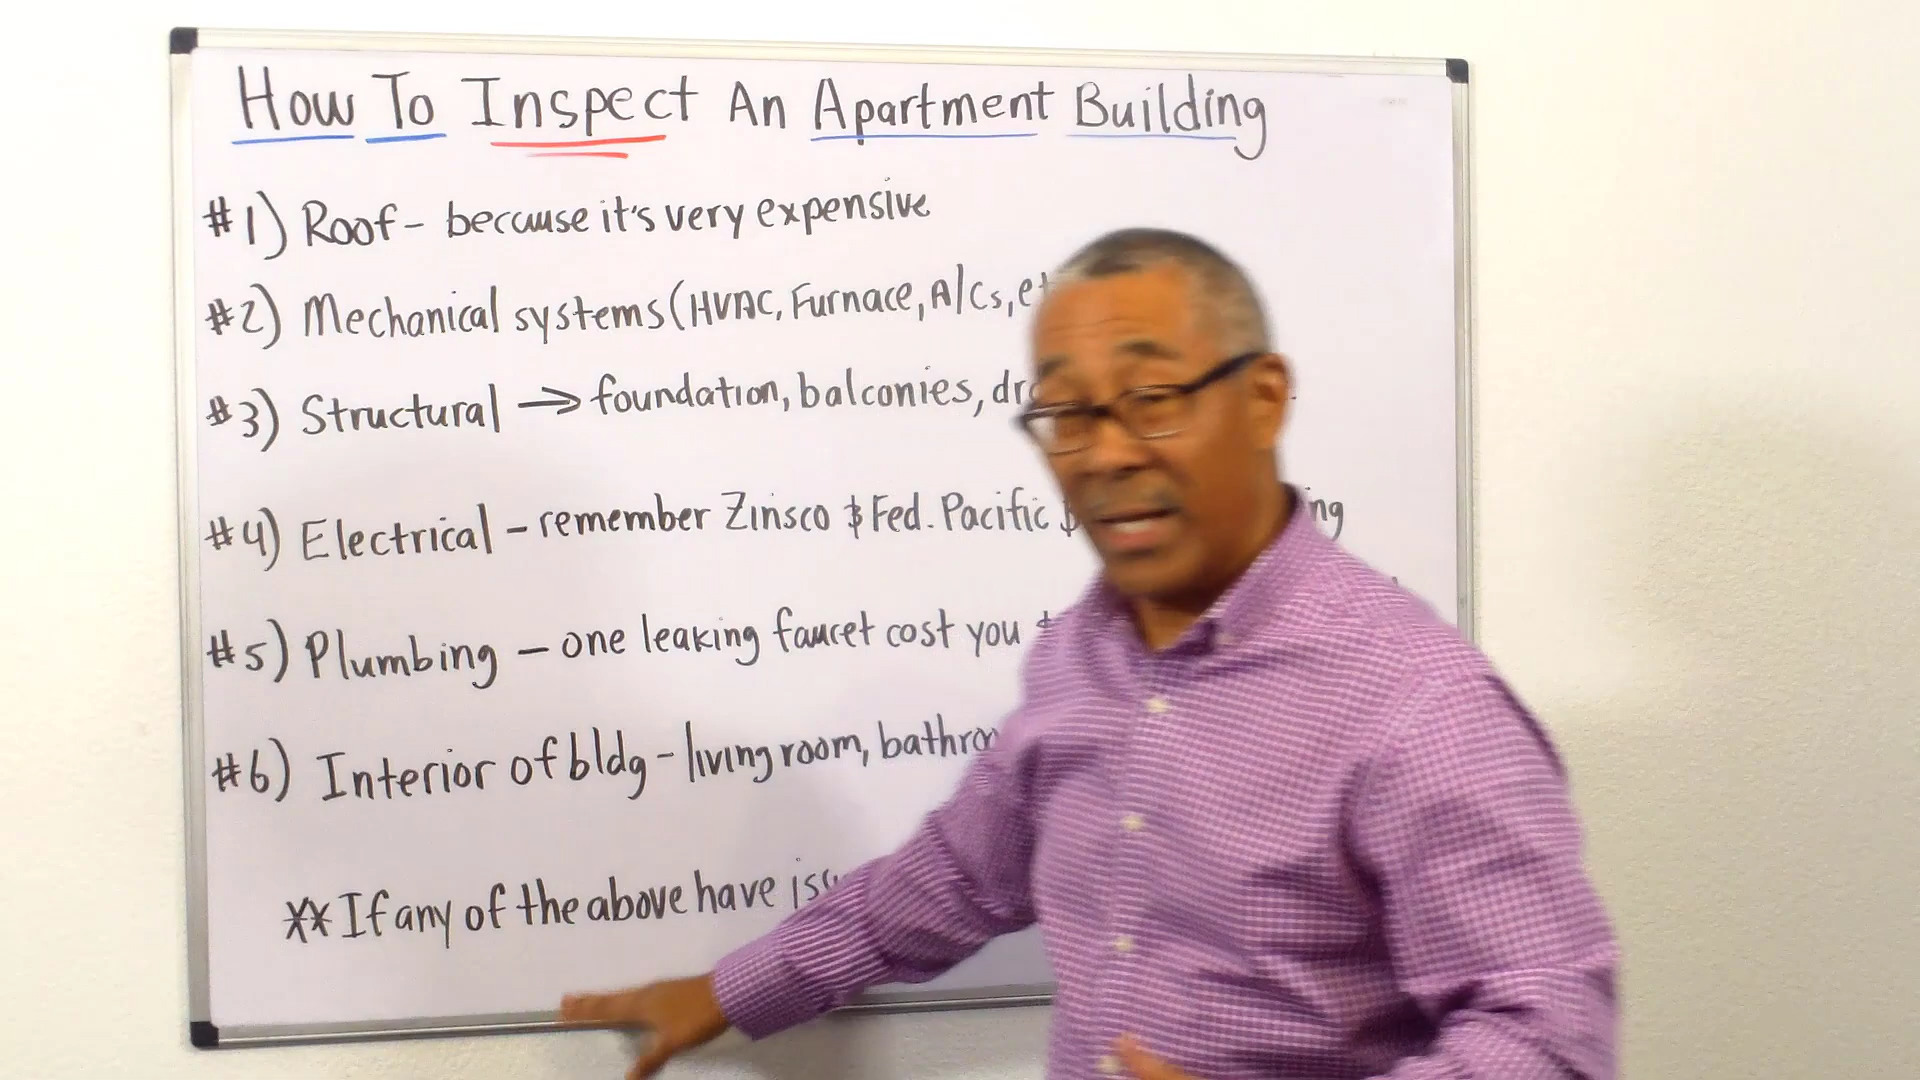 How To Inspect An Apartment Building
#1) Roof - because it's very expensive
#2) Mechanical systems (HVAC, Furnace, A/Cs,
#3) Structural → foundation, balconies,
#4) Electrical - remember Zinsco & Fed. Pacific
#5) Plumbing - one leaking faucet cost you
#6) Interior of bldg - living room,
** If any of the above have